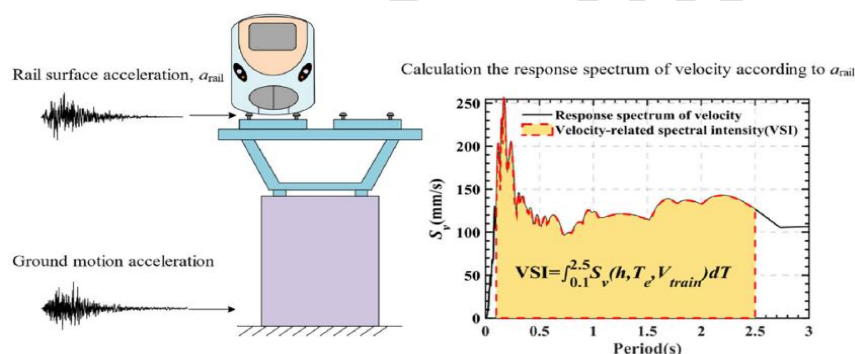 Rail surface acceleration, a_rail
Ground motion acceleration
Calculation the response spectrum of velocity according to a_rail
Response spectrum of velocity
Velocity-related spectral intensity(VSI)
S_v(mm/s)
250
200
150
100
50
0
VSI=∫_0.1^2.5 S_v(h,T_e,V_train)dT
0 0.5 1 1.5 2 2.5 3
Period(s)